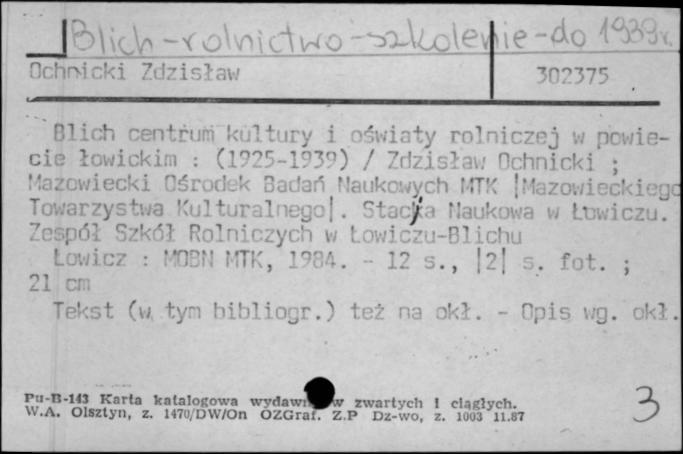 Blich-rolnictwo-szkolenie-do 1939r.
Ochnicki Zdzisław
302375
Blich centrum kultury i oświaty rolniczej w powie-
cie łowickim : (1925-1939) / Zdzisław Ochnicki ;
Mazowiecki Ośrodek Badań Naukowych MTK |Mazowieckiego
Towarzystwa Kulturalnego|. Stacja Naukowa w Łowiczu.
Zespół Szkół Rolniczych w Łowiczu-Blichu
Łowicz : MOBN MTK, 1984. - 12 s., |2| s. fot. ;
21 cm
Tekst (w tym bibliogr.) też na okł. - Opis wg. okł.
Pu-B-143 Karta katalogowa wydawn w zwartych i ciągłych.
W.A. Olsztyn, z. 1470/DW/On OZGraf. Z.P Dz-wo, z. 1003 11.87
3